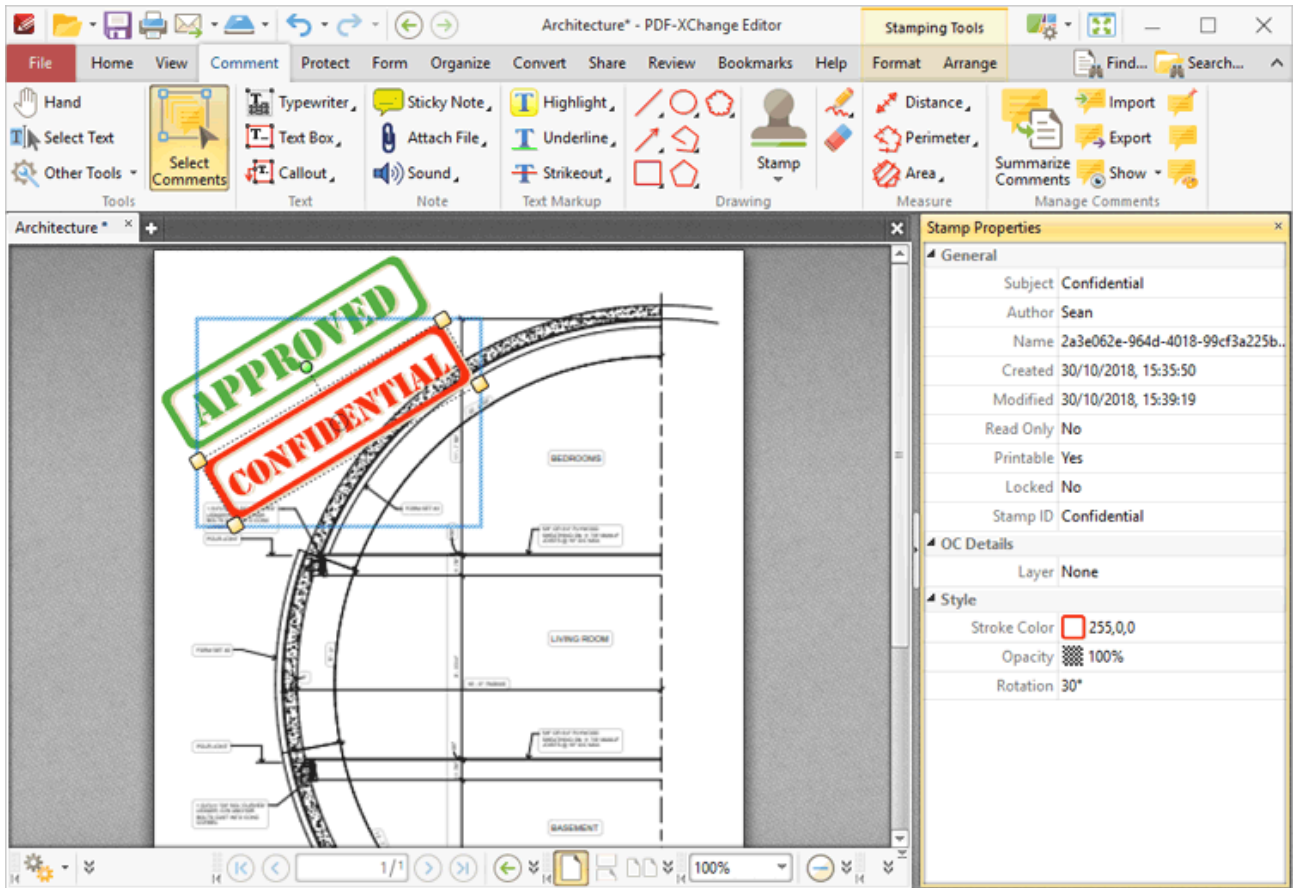 Architecture* - PDF-XChange Editor
Stamping Tools
File Home View Comment Protect Form Organize Convert Share Review Bookmarks Help Format Arrange Find... Search...
Hand
Select Text
Other Tools
Select
Comments
Tools
Typewriter
Text Box
Callout
Text
Sticky Note
Attach File
Sound
Note
Highlight
Underline
Strikeout
Text Markup
Stamp
Drawing
Distance
Perimeter
Area
Measure
Summarize
Comments
Import
Export
Show
Manage Comments
Architecture *
APPROVED
CONFIDENTIAL
BEDROOMS
LIVING ROOM
BASEMENT
Stamp Properties
General
Subject Confidential
Author Sean
Name 2a3e062e-964d-4018-99cf3a225b..
Created 30/10/2018, 15:35:50
Modified 30/10/2018, 15:39:19
Read Only No
Printable Yes
Locked No
Stamp ID Confidential
OC Details
Layer None
Style
Stroke Color 255,0,0
Opacity 100%
Rotation 30°
1/1
100%